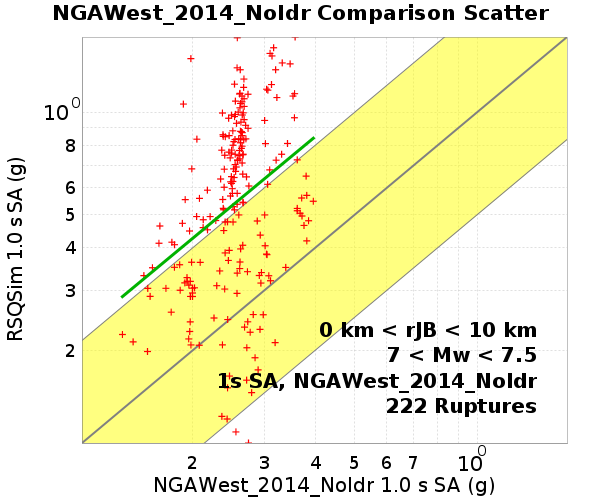 NGAWest_2014_NoIdr Comparison Scatter
10^0
8
6
5
4
3
2
RSQSim 1.0 s SA (g)
0 km < rJB < 10 km
7 < Mw < 7.5
1s SA, NGAWest_2014_NoIdr
222 Ruptures
2 3 4 5 6 7 10^0
NGAWest_2014_NoIdr 1.0 s SA (g)